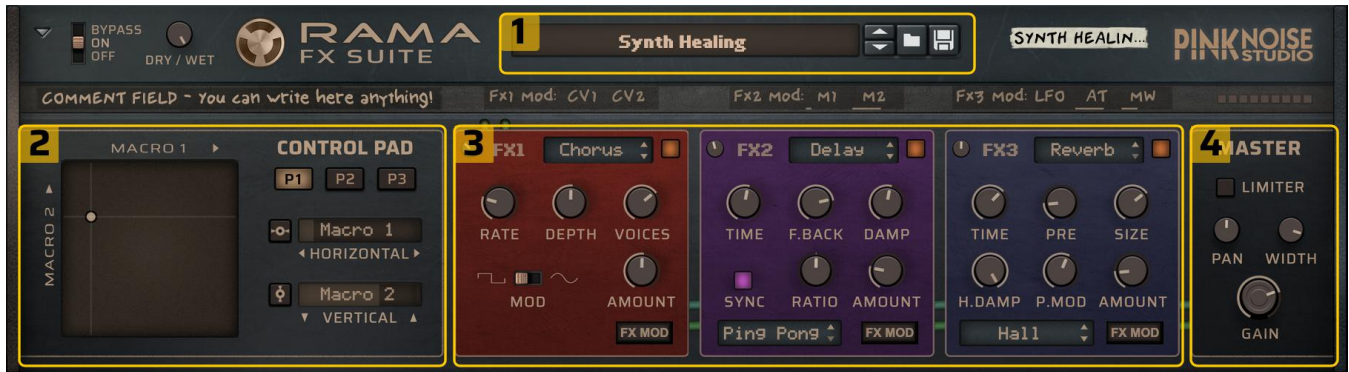 BYPASS
ON
OFF
DRY / WET
RAMA
FX SUITE
1
Synth Healing
SYNTH HEALIN...
PINKNOISE
STUDIO
COMMENT FIELD - You can write here anything!
Fx1 Mod: CV1 CV2
Fx2 Mod: M1 M2
Fx3 Mod: LFO AT MW
2
MACRO 1
MACRO 2
CONTROL PAD
P1 P2 P3
Macro 1
HORIZONTAL
Macro 2
VERTICAL
3
FX1 Chorus
RATE DEPTH VOICES
MOD AMOUNT
FX MOD
FX2 Delay
TIME F.BACK DAMP
SYNC RATIO AMOUNT
Ping Pong FX MOD
FX3 Reverb
TIME PRE SIZE
H.DAMP P.MOD AMOUNT
Hall FX MOD
4
MASTER
LIMITER
PAN WIDTH
GAIN